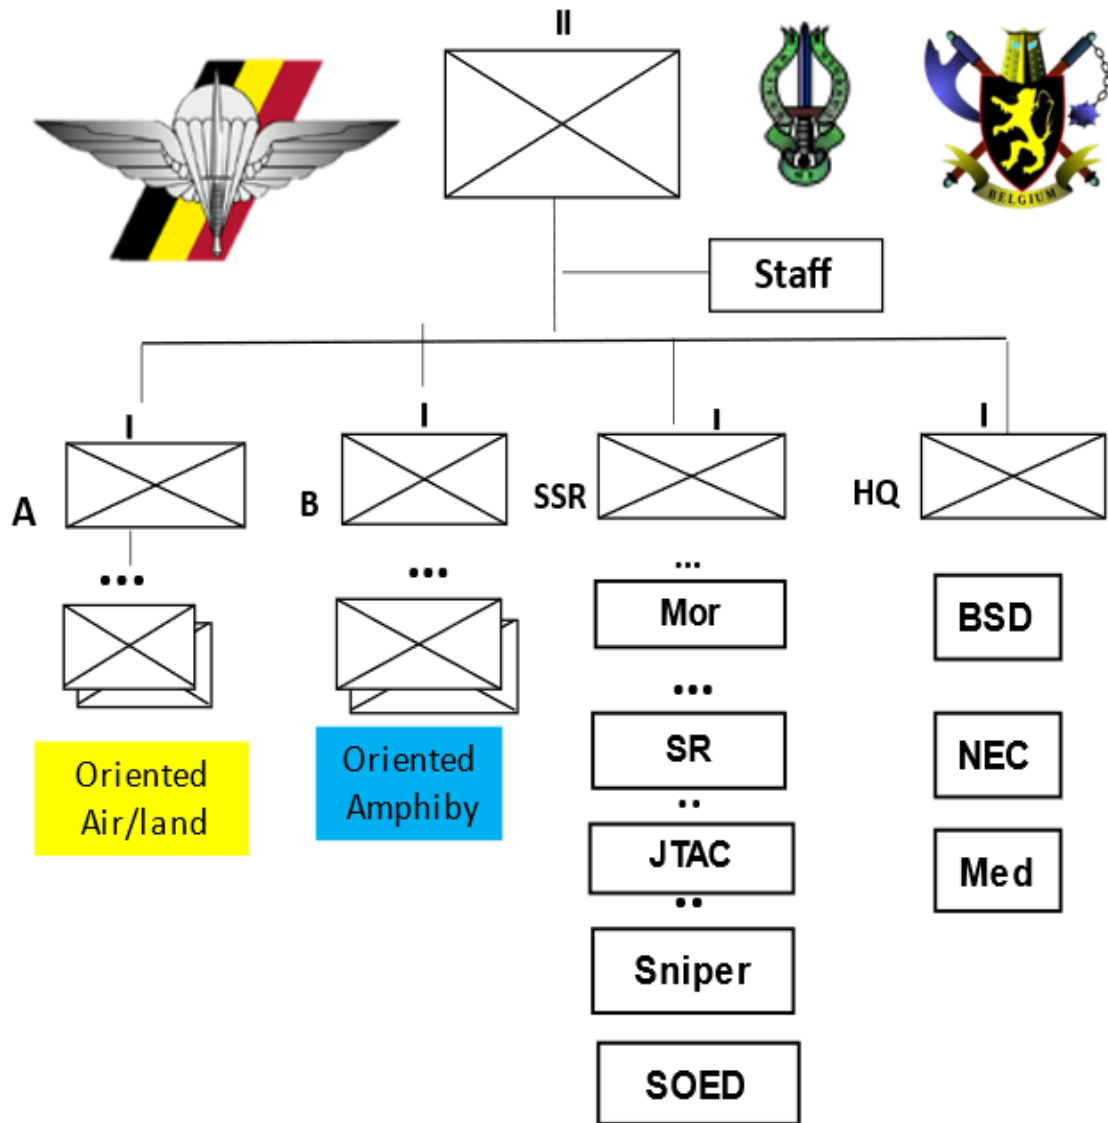 II
BELGIUM
Staff
I
I
I
I
A
B
SSR
HQ
Mor
BSD
SR
NEC
Oriented
Air/land
Oriented
Amphiby
JTAC
Med
Sniper
SOED